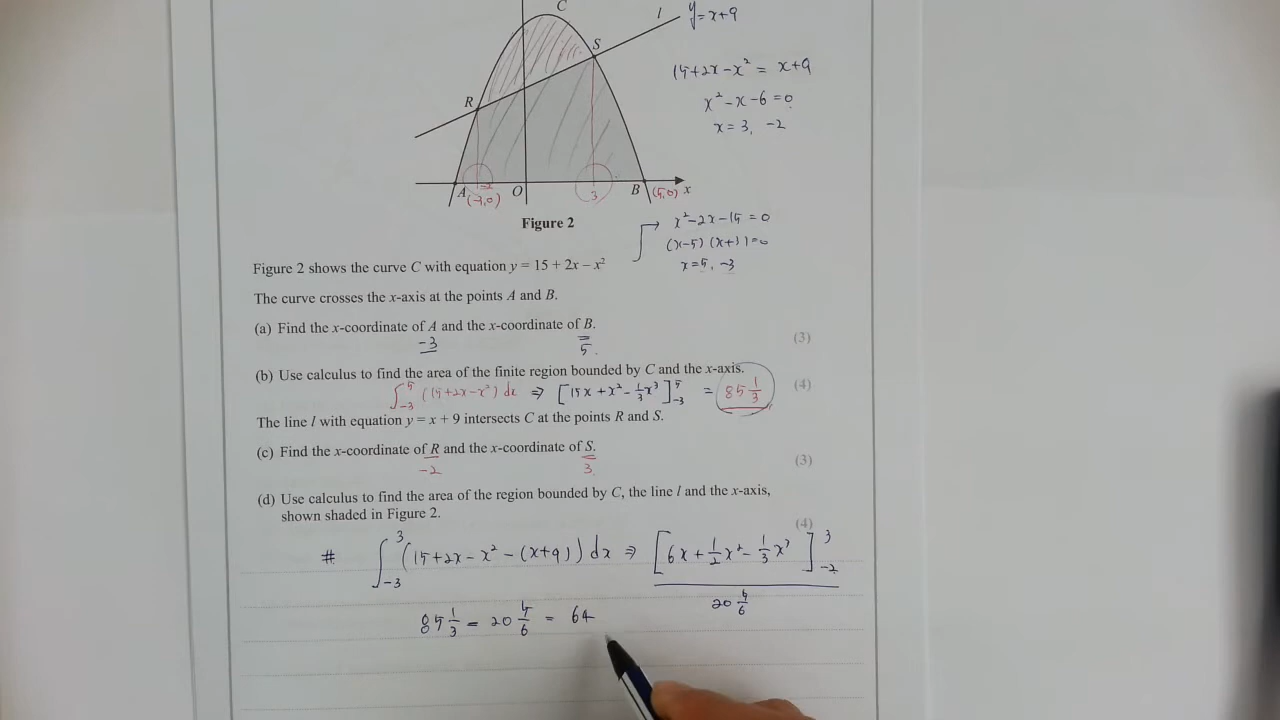 C
l
y = x+9
S
15+2x-x² = x+9
R
x²-x-6 = 0
x = 3, -2
-2
A
(-3,0)
O
3
B
(5,0)
x
Figure 2
x²-2x-15 = 0
(x-5)(x+3)=0
x=5, -3
Figure 2 shows the curve C with equation y = 15 + 2x – x²
The curve crosses the x-axis at the points A and B.
(a) Find the x-coordinate of A and the x-coordinate of B.
(3)
-3
5
(b) Use calculus to find the area of the finite region bounded by C and the x-axis.
(4)
∫₋₃⁵ (15+2x-x²) dx ⇒ [15x + x² - 1/3x³]₋₃⁵ = 85 1/3
The line l with equation y = x + 9 intersects C at the points R and S.
(c) Find the x-coordinate of R and the x-coordinate of S.
(3)
-2
3
(d) Use calculus to find the area of the region bounded by C, the line l and the x-axis,
shown shaded in Figure 2.
(4)
# ∫₋₃³ (15+2x-x²-(x+9)) dx ⇒ [6x + 1/2x² - 1/3x³]₋₂³
20 5/6
85 1/3 - 20 5/6 = 64